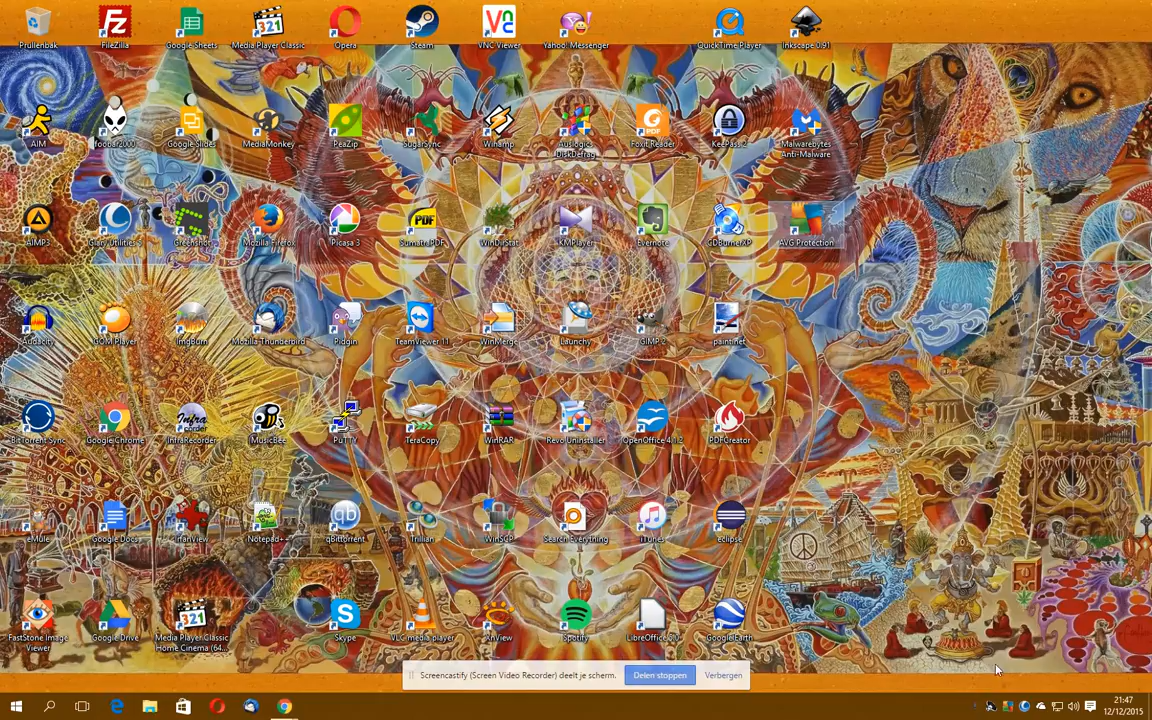 Prullenbak
FileZilla
Google Sheets
Media Player Classic
Opera
Steam
VNC Viewer
Yahoo! Messenger
QuickTime Player
Inkscape 0.91
AIM
foobar2000
Google Slides
MediaMonkey
PeaZip
SugarSync
Winamp
Auslogics DiskDefrag
Foxit Reader
KeePass 2
Malwarebytes Anti-Malware
AIMP3
Glary Utilities 5
Greenshot
Mozilla Firefox
Picasa 3
SumatraPDF
WinDirStat
KMPlayer
Evernote
CDBurnerXP
AVG Protection
Audacity
GOM Player
ImgBurn
Mozilla Thunderbird
Pidgin
TeamViewer 11
WinMerge
Launchy
GIMP 2
paint.net
BitTorrent Sync
Google Chrome
InfraRecorder
MusicBee
PuTTY
TeraCopy
WinRAR
Revo Uninstaller
OpenOffice 4.1.2
PDFCreator
eMule
Google Docs
IrfanView
Notepad++
qBittorrent
Trillian
WinSCP
Search Everything
iTunes
eclipse
FastStone Image Viewer
Google Drive
Media Player Classic Home Cinema (64...
Skype
VLC media player
XnView
Spotify
LibreOffice 5.0
Google Earth
Screencastify (Screen Video Recorder) deelt je scherm.
Delen stoppen
Verbergen
21:47
12/12/2015